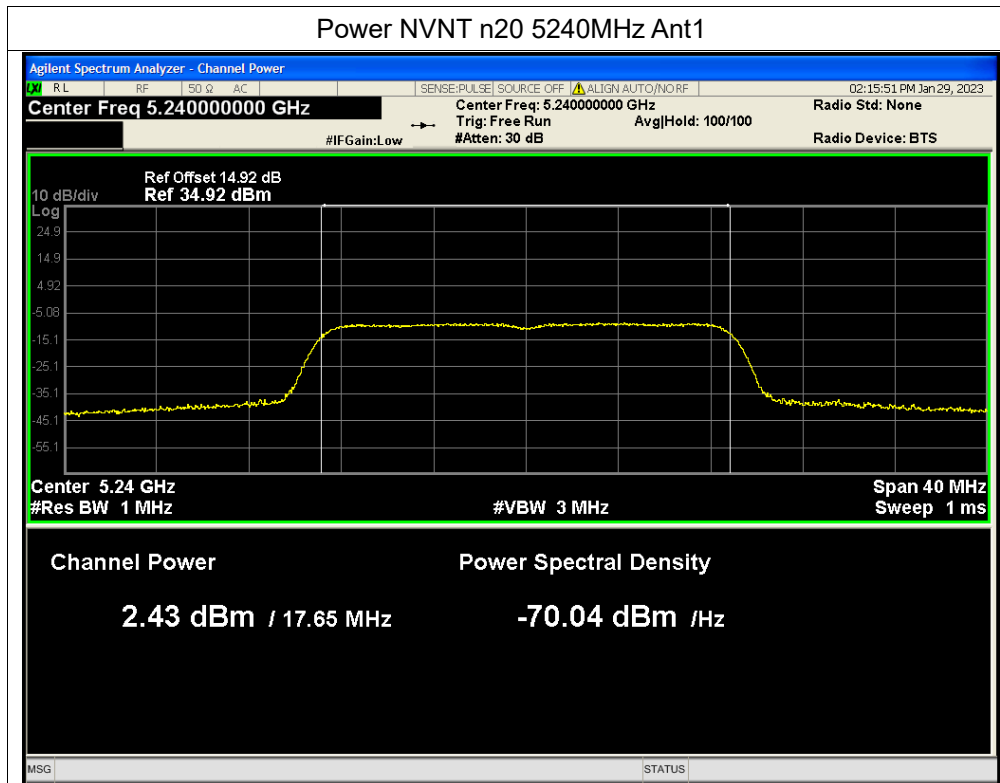 Power NVNT n20 5240MHz Ant1
Agilent Spectrum Analyzer - Channel Power
LXI RL RF 50 Ω AC SENSE:PULSE SOURCE OFF ALIGN AUTO/NO RF 02:15:51 PM Jan 29, 2023
Center Freq 5.240000000 GHz Center Freq: 5.240000000 GHz Radio Std: None
Trig: Free Run Avg|Hold: 100/100
#IFGain:Low #Atten: 30 dB Radio Device: BTS
Ref Offset 14.92 dB
10 dB/div Ref 34.92 dBm
Log
24.9
14.9
4.92
-5.08
-15.1
-25.1
-35.1
-45.1
-55.1
Center 5.24 GHz Span 40 MHz
#Res BW 1 MHz #VBW 3 MHz Sweep 1 ms
Channel Power Power Spectral Density
2.43 dBm / 17.65 MHz -70.04 dBm /Hz
MSG STATUS